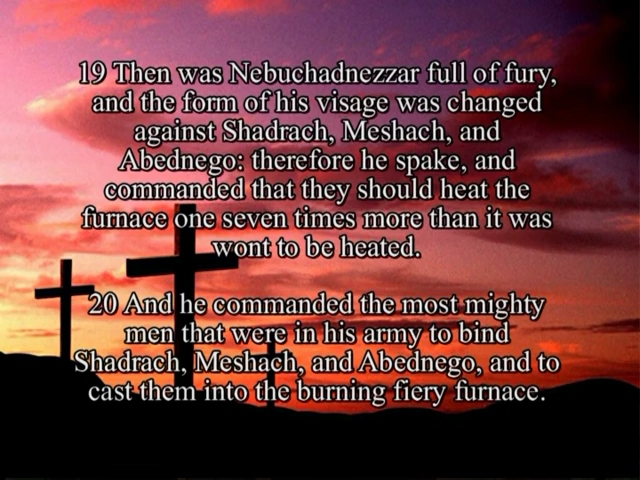 19 Then was Nebuchadnezzar full of fury,
and the form of his visage was changed
against Shadrach, Meshach, and
Abednego: therefore he spake, and
commanded that they should heat the
furnace one seven times more than it was
wont to be heated.
20 And he commanded the most mighty
men that were in his army to bind
Shadrach, Meshach, and Abednego, and to
cast them into the burning fiery furnace.